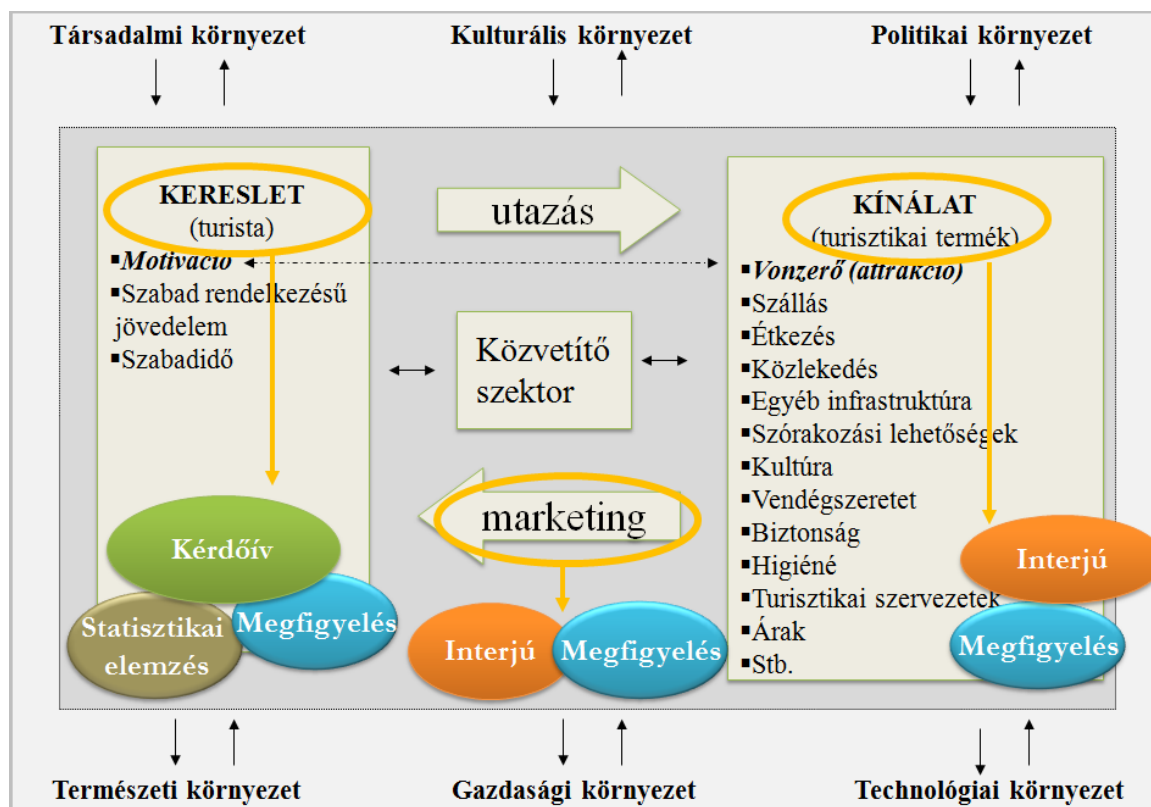 Társadalmi környezet
Kulturális környezet
Politikai környezet
KERESLET
(turista)
▪Motiváció
▪Szabad rendelkezésű
jövedelem
▪Szabadidő
utazás
Közvetítő
szektor
marketing
KÍNÁLAT
(turisztikai termék)
▪Vonzerő (attrakció)
▪Szállás
▪Étkezés
▪Közlekedés
▪Egyéb infrastruktúra
▪Szórakozási lehetőségek
▪Kultúra
▪Vendégszeretet
▪Biztonság
▪Higiéné
▪Turisztikai szervezetek
▪Árak
▪Stb.
Kérdőív
Statisztikai
elemzés
Megfigyelés
Interjú
Megfigyelés
Interjú
Megfigyelés
Természeti környezet
Gazdasági környezet
Technológiai környezet